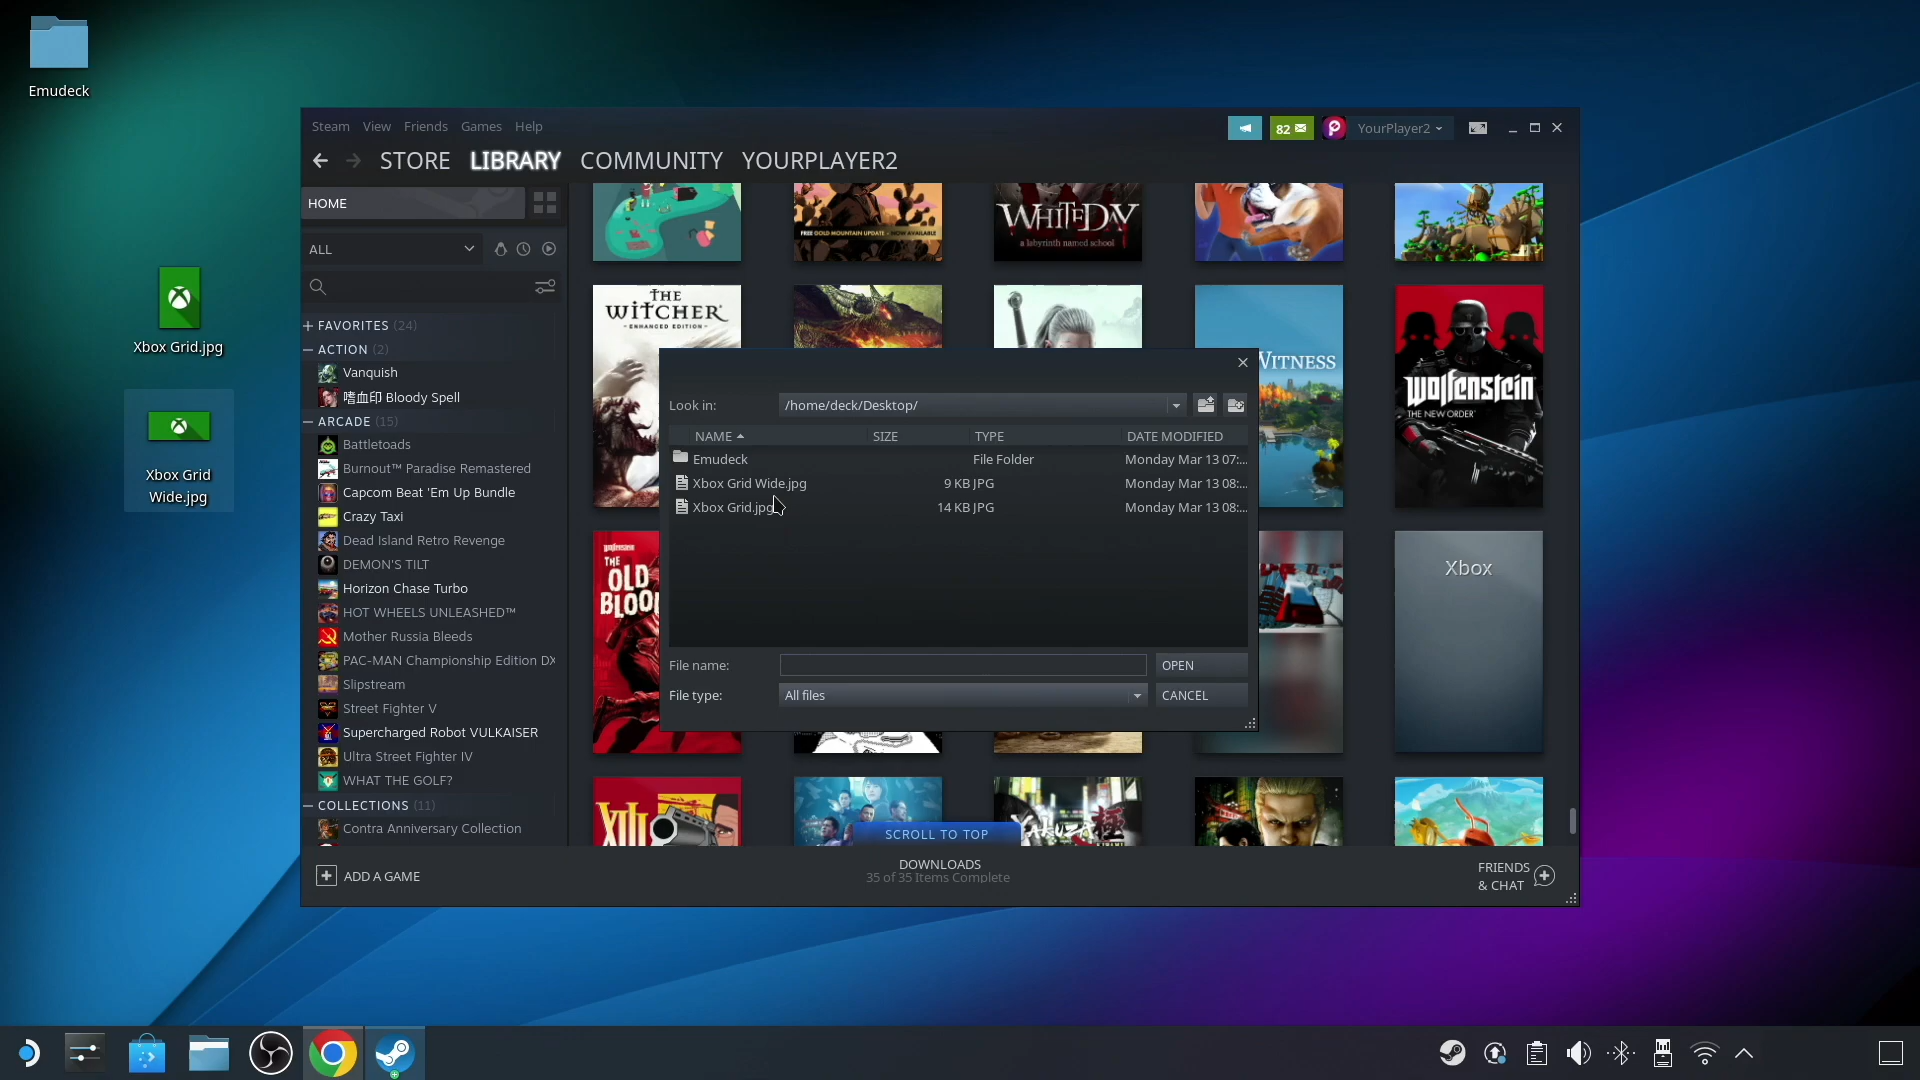 Emudeck
Xbox Grid.jpg
Xbox Grid
Wide.jpg
Steam View Friends Games Help
82
YourPlayer2
STORE LIBRARY COMMUNITY YOURPLAYER2
HOME
ALL
FAVORITES (24)
ACTION (2)
Vanquish
嗜血印 Bloody Spell
ARCADE (15)
Battletoads
Burnout™ Paradise Remastered
Capcom Beat 'Em Up Bundle
Crazy Taxi
Dead Island Retro Revenge
DEMON'S TILT
Horizon Chase Turbo
HOT WHEELS UNLEASHED™
Mother Russia Bleeds
PAC-MAN Championship Edition DX
Slipstream
Street Fighter V
Supercharged Robot VULKAISER
Ultra Street Fighter IV
WHAT THE GOLF?
COLLECTIONS (11)
Contra Anniversary Collection
FREE GOLD MOUNTAIN UPDATE - NOW AVAILABLE
WHITEDAY
a labyrinth named school
THE
WITCHER
ENHANCED EDITION
WITNESS
Wolfenstein
THE NEW ORDER
Wolfenstein
THE
OLD
BLOO
Xbox
XIII
YAKUZA 極
Look in:
/home/deck/Desktop/
NAME SIZE TYPE DATE MODIFIED
Emudeck File Folder Monday Mar 13 07:...
Xbox Grid Wide.jpg 9 KB JPG Monday Mar 13 08:...
Xbox Grid.jpg 14 KB JPG Monday Mar 13 08:...
File name:
OPEN
File type:
All files
CANCEL
SCROLL TO TOP
ADD A GAME
DOWNLOADS
35 of 35 Items Complete
FRIENDS
& CHAT